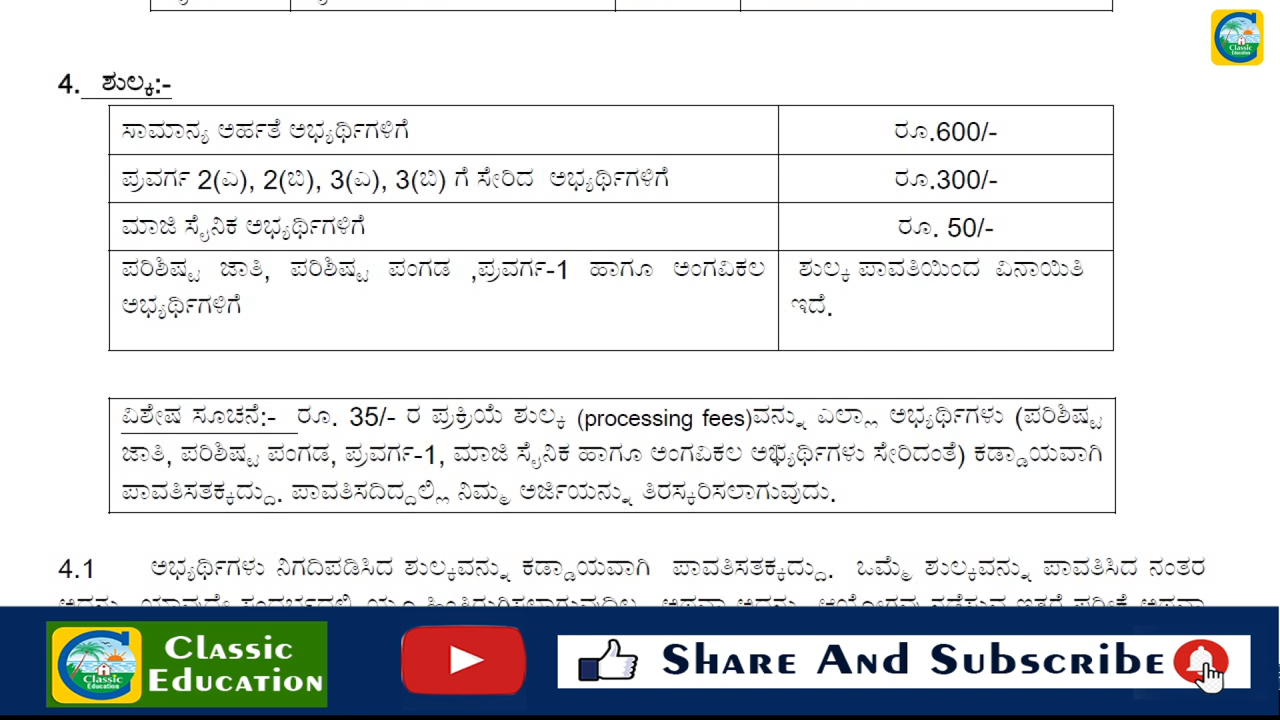 Classic
Education
4. ಶುಲ್ಕ:-
ಸಾಮಾನ್ಯ ಅರ್ಹತೆ ಅಭ್ಯರ್ಥಿಗಳಿಗೆ ರೂ.600/-
ಪ್ರವರ್ಗ 2(ಎ), 2(ಬಿ), 3(ಎ), 3(ಬಿ) ಗೆ ಸೇರಿದ ಅಭ್ಯರ್ಥಿಗಳಿಗೆ ರೂ.300/-
ಮಾಜಿ ಸೈನಿಕ ಅಭ್ಯರ್ಥಿಗಳಿಗೆ ರೂ. 50/-
ಪರಿಶಿಷ್ಟ ಜಾತಿ, ಪರಿಶಿಷ್ಟ ಪಂಗಡ ,ಪ್ರವರ್ಗ-1 ಹಾಗೂ ಅಂಗವಿಕಲ ಶುಲ್ಕ ಪಾವತಿಯಿಂದ ವಿನಾಯಿತಿ
ಅಭ್ಯರ್ಥಿಗಳಿಗೆ ಇದೆ.
ವಿಶೇಷ ಸೂಚನೆ:- ರೂ. 35/- ರ ಪ್ರಕ್ರಿಯೆ ಶುಲ್ಕ (processing fees)ವನ್ನು ಎಲ್ಲಾ ಅಭ್ಯರ್ಥಿಗಳು (ಪರಿಶಿಷ್ಟ
ಜಾತಿ, ಪರಿಶಿಷ್ಟ ಪಂಗಡ, ಪ್ರವರ್ಗ-1, ಮಾಜಿ ಸೈನಿಕ ಹಾಗೂ ಅಂಗವಿಕಲ ಅಭ್ಯರ್ಥಿಗಳು ಸೇರಿದಂತೆ) ಕಡ್ಡಾಯವಾಗಿ
ಪಾವತಿಸತಕ್ಕದ್ದು. ಪಾವತಿಸದಿದ್ದಲ್ಲಿ ನಿಮ್ಮ ಅರ್ಜಿಯನ್ನು ತಿರಸ್ಕರಿಸಲಾಗುವುದು.
4.1 ಅಭ್ಯರ್ಥಿಗಳು ನಿಗದಿಪಡಿಸಿದ ಶುಲ್ಕವನ್ನು ಕಡ್ಡಾಯವಾಗಿ ಪಾವತಿಸತಕ್ಕದ್ದು. ಒಮ್ಮೆ ಶುಲ್ಕವನ್ನು ಪಾವತಿಸಿದ ನಂತರ
Classic
Education
Classic
Education
Share And Subscribe